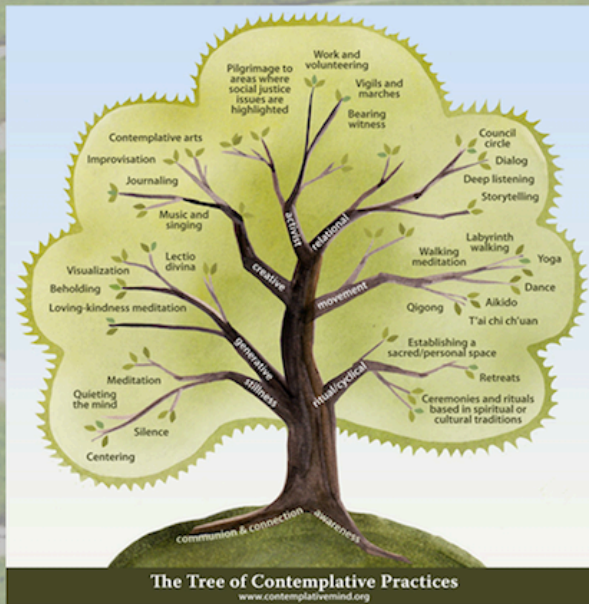 Work and
volunteering
Pilgrimage to
areas where
social justice
issues are
highlighted
Vigils and
marches
Bearing
witness
Contemplative arts
Improvisation
Journaling
Music and
singing
Council
circle
Dialog
Deep listening
Storytelling
activist
relational
creative
movement
Labyrinth
walking
Walking
meditation
Yoga
Dance
Aikido
Qigong
T'ai chi ch'uan
Lectio
divina
Visualization
Beholding
Loving-kindness meditation
generative
stillness
ritual/cyclical
Establishing a
sacred/personal space
Retreats
Ceremonies and rituals
based in spiritual or
cultural traditions
Meditation
Quieting
the mind
Silence
Centering
communion & connection
awareness
The Tree of Contemplative Practices
www.contemplativemind.org